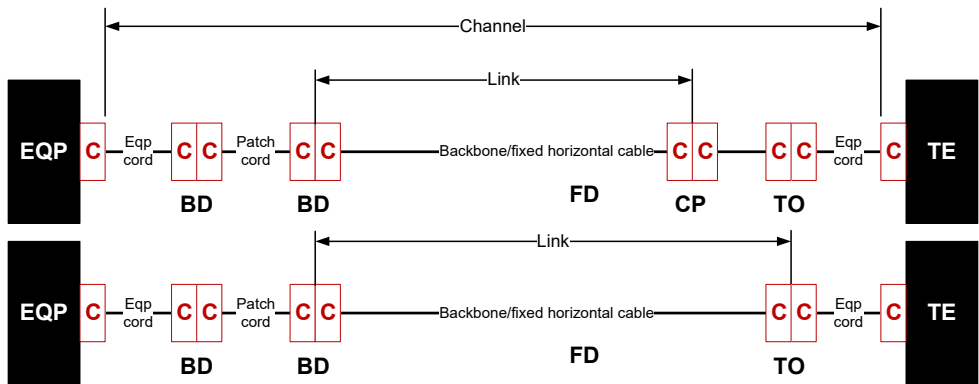 Channel
Link
EQP C Eqp cord C C Patch cord C C Backbone/fixed horizontal cable C C C C Eqp cord C TE
BD BD FD CP TO
Link
EQP C Eqp cord C C Patch cord C C Backbone/fixed horizontal cable C C Eqp cord C TE
BD BD FD TO